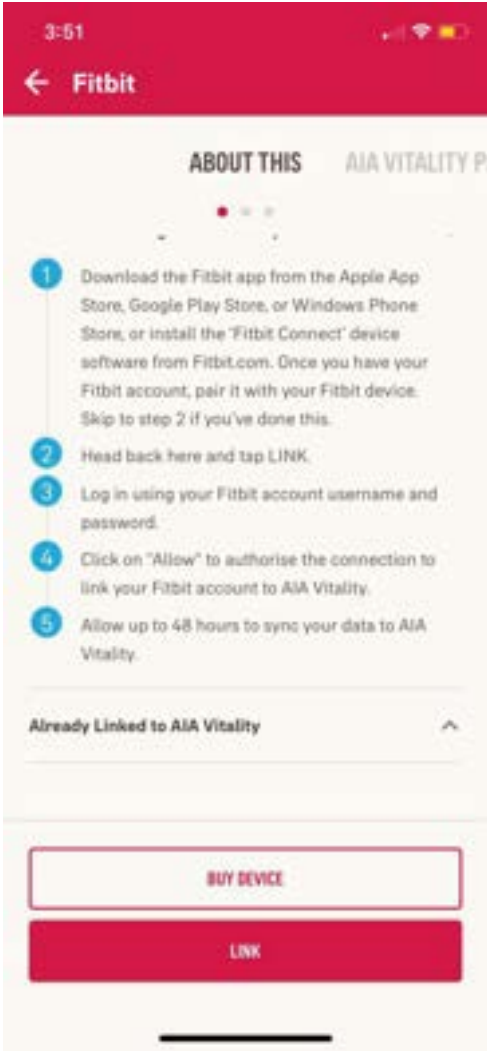 3:51
Fitbit
ABOUT THIS
AIA VITALITY P
1 Download the Fitbit app from the Apple App
Store, Google Play Store, or Windows Phone
Store, or install the 'Fitbit Connect' device
software from Fitbit.com. Once you have your
Fitbit account, pair it with your Fitbit device.
Skip to step 2 if you've done this.
2 Head back here and tap LINK.
3 Log in using your Fitbit account username and
password.
4 Click on "Allow" to authorise the connection to
link your Fitbit account to AIA Vitality.
5 Allow up to 48 hours to sync your data to AIA
Vitality.
Already Linked to AIA Vitality
BUY DEVICE
LINK